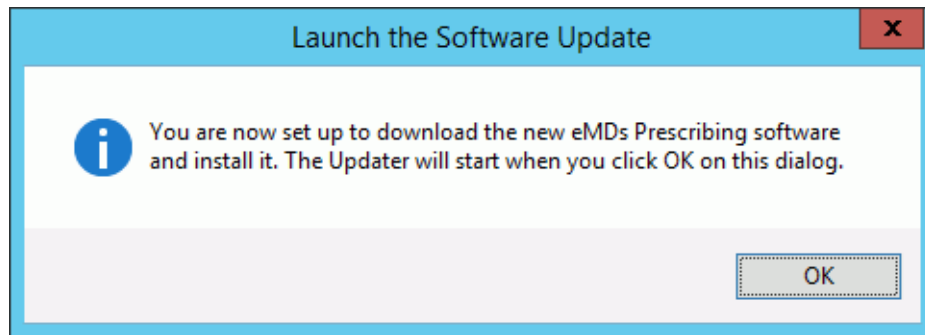 Launch the Software Update
x
You are now set up to download the new eMDs Prescribing software
and install it. The Updater will start when you click OK on this dialog.
OK